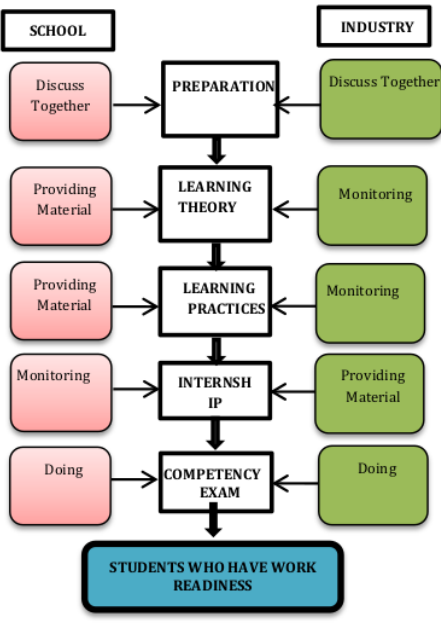 SCHOOL
INDUSTRY
Discuss
Together
PREPARATION
Discuss Together
Providing
Material
LEARNING
THEORY
Monitoring
Providing
Material
LEARNING
PRACTICES
Monitoring
Monitoring
INTERNSH
IP
Providing
Material
Doing
COMPETENCY
EXAM
Doing
STUDENTS WHO HAVE WORK
READINESS